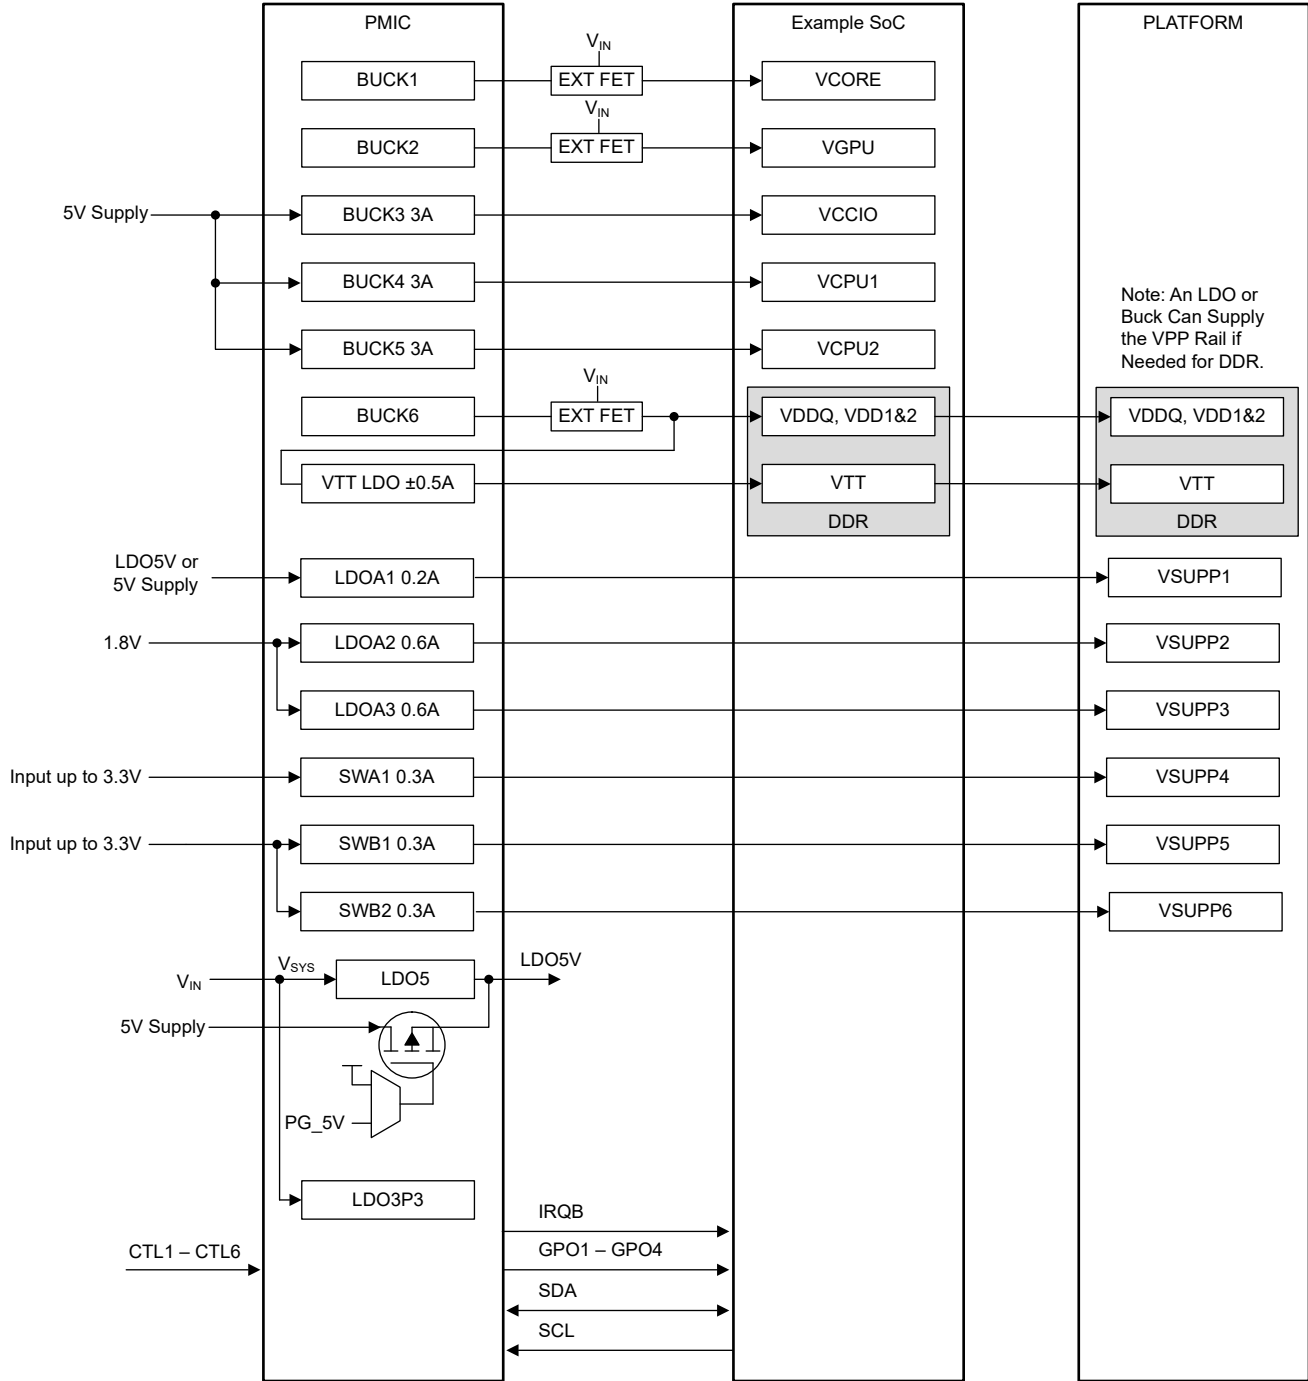 PMIC
Example SoC
PLATFORM
V_IN
BUCK1
EXT FET
VCORE
V_IN
BUCK2
EXT FET
VGPU
5V Supply
BUCK3 3A
VCCIO
BUCK4 3A
VCPU1
Note: An LDO or
Buck Can Supply
the VPP Rail if
Needed for DDR.
BUCK5 3A
VCPU2
V_IN
BUCK6
EXT FET
VDDQ, VDD1&2
VDDQ, VDD1&2
VTT LDO ±0.5A
VTT
VTT
DDR
DDR
LDO5V or
5V Supply
LDOA1 0.2A
VSUPP1
1.8V
LDOA2 0.6A
VSUPP2
LDOA3 0.6A
VSUPP3
Input up to 3.3V
SWA1 0.3A
VSUPP4
Input up to 3.3V
SWB1 0.3A
VSUPP5
SWB2 0.3A
VSUPP6
V_IN
V_SYS
LDO5
LDO5V
5V Supply
PG_5V
LDO3P3
IRQB
CTL1 – CTL6
GPO1 – GPO4
SDA
SCL